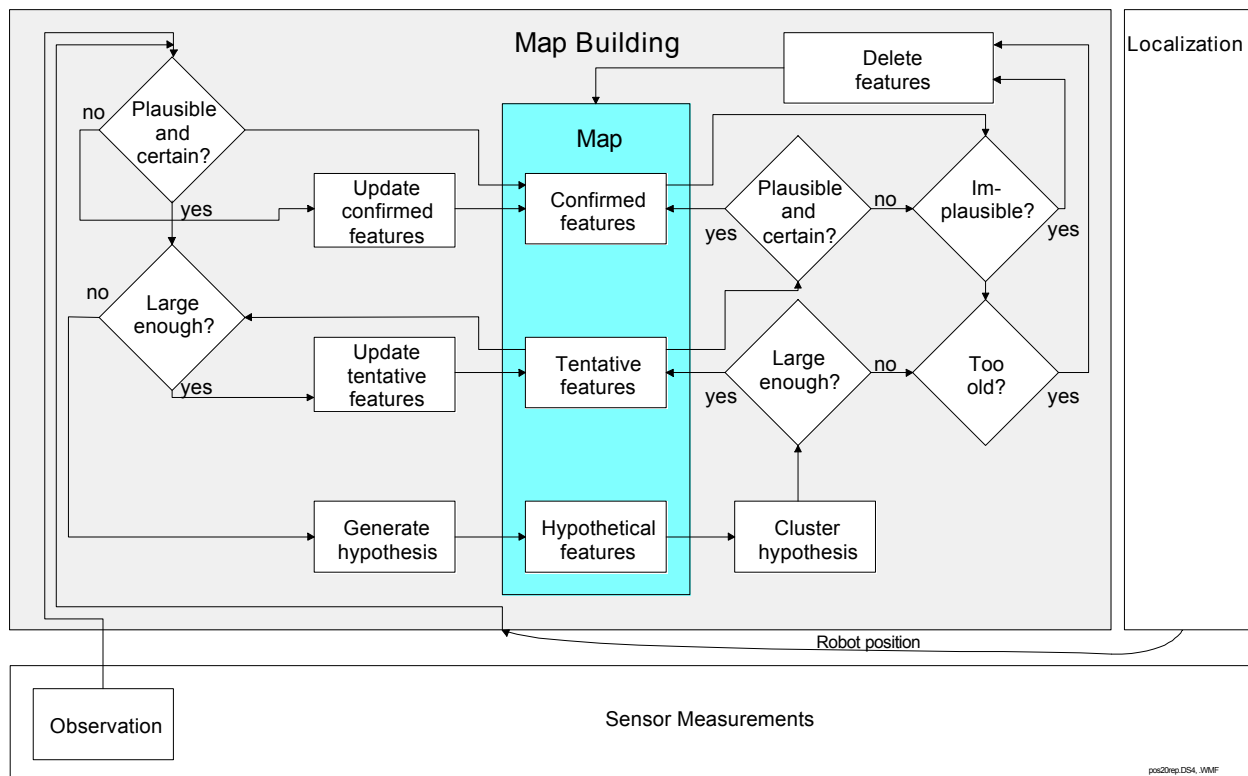 Map Building
Localization
Delete
features
no
Plausible
and
certain?
yes
Map
Update
confirmed
features
Confirmed
features
Plausible
and
certain?
yes
no
Im-
plausible?
yes
no
Large
enough?
yes
Update
tentative
features
Tentative
features
Large
enough?
yes
no
Too
old?
yes
Generate
hypothesis
Hypothetical
features
Cluster
hypothesis
Robot position
Observation
Sensor Measurements
pos20rep.DS4, .WMF